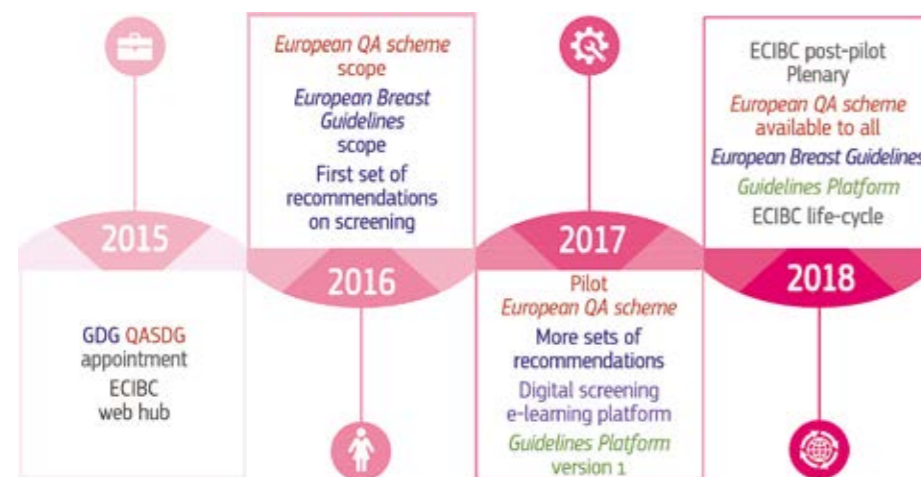 2015
GDG QASDG
appointment
ECIBC
web hub
European QA scheme
scope
European Breast
Guidelines
scope
First set of
recommendations
on screening
2016
2017
Pilot
European QA scheme
More sets of
recommendations
Digital screening
e-learning platform
Guidelines Platform
version 1
ECIBC post-pilot
Plenary
European QA scheme
available to all
European Breast Guidelines
Guidelines Platform
ECIBC life-cycle
2018